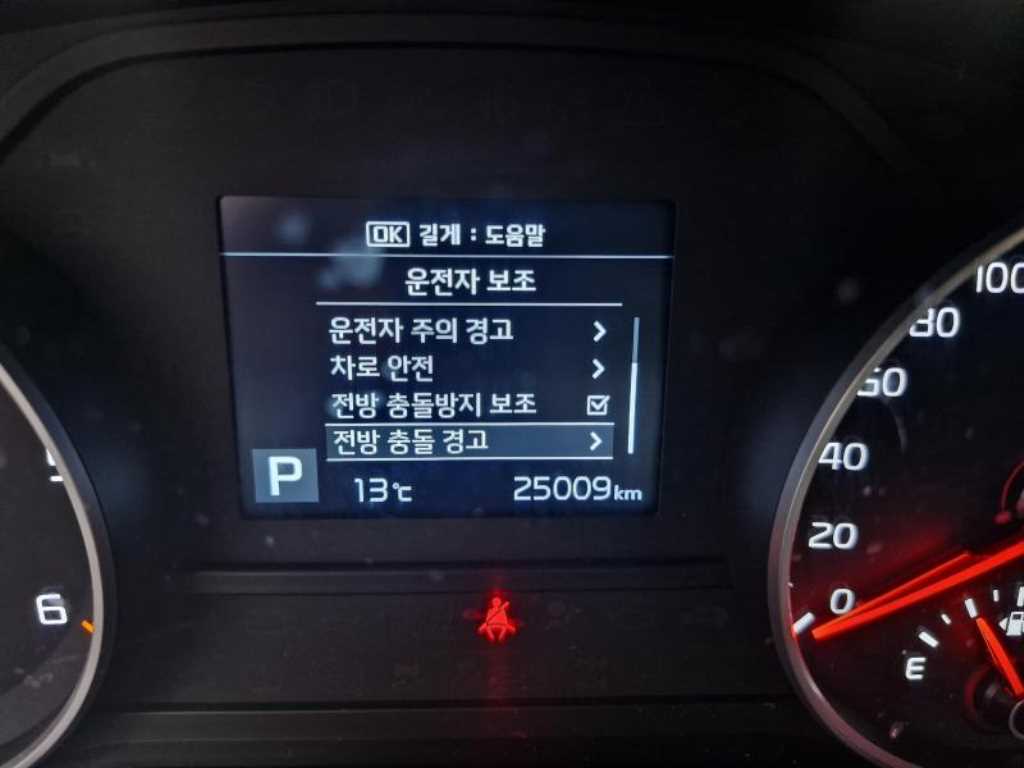 OK 길게 : 도움말
운전자 보조
운전자 주의 경고
차로 안전
전방 충돌방지 보조
전방 충돌 경고
P 13℃ 25009 km
6
100
80
60
40
20
0
E